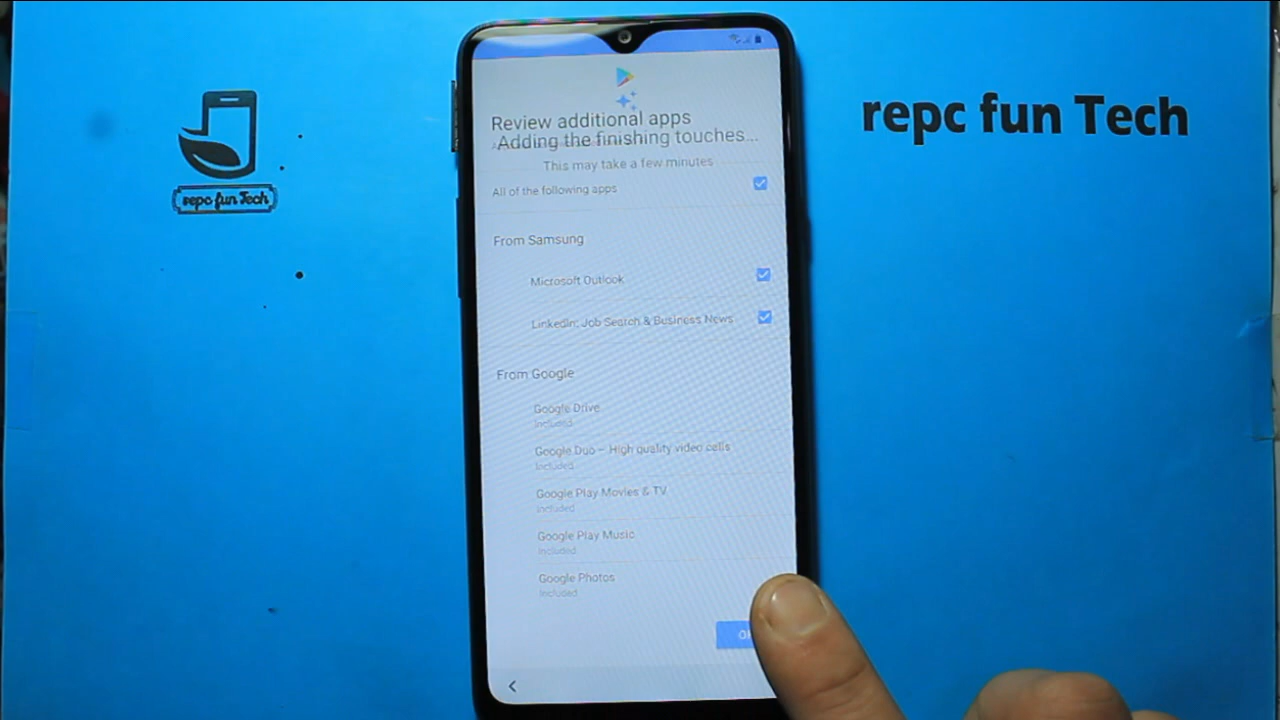 repc fun Tech
repc fun Tech
Review additional apps
Adding the finishing touches...
This may take a few minutes
All of the following apps
From Samsung
Microsoft Outlook
LinkedIn: Job Search & Business News
From Google
Google Drive
Included
Google Duo – High quality video calls
Included
Google Play Movies & TV
Included
Google Play Music
Included
Google Photos
Included